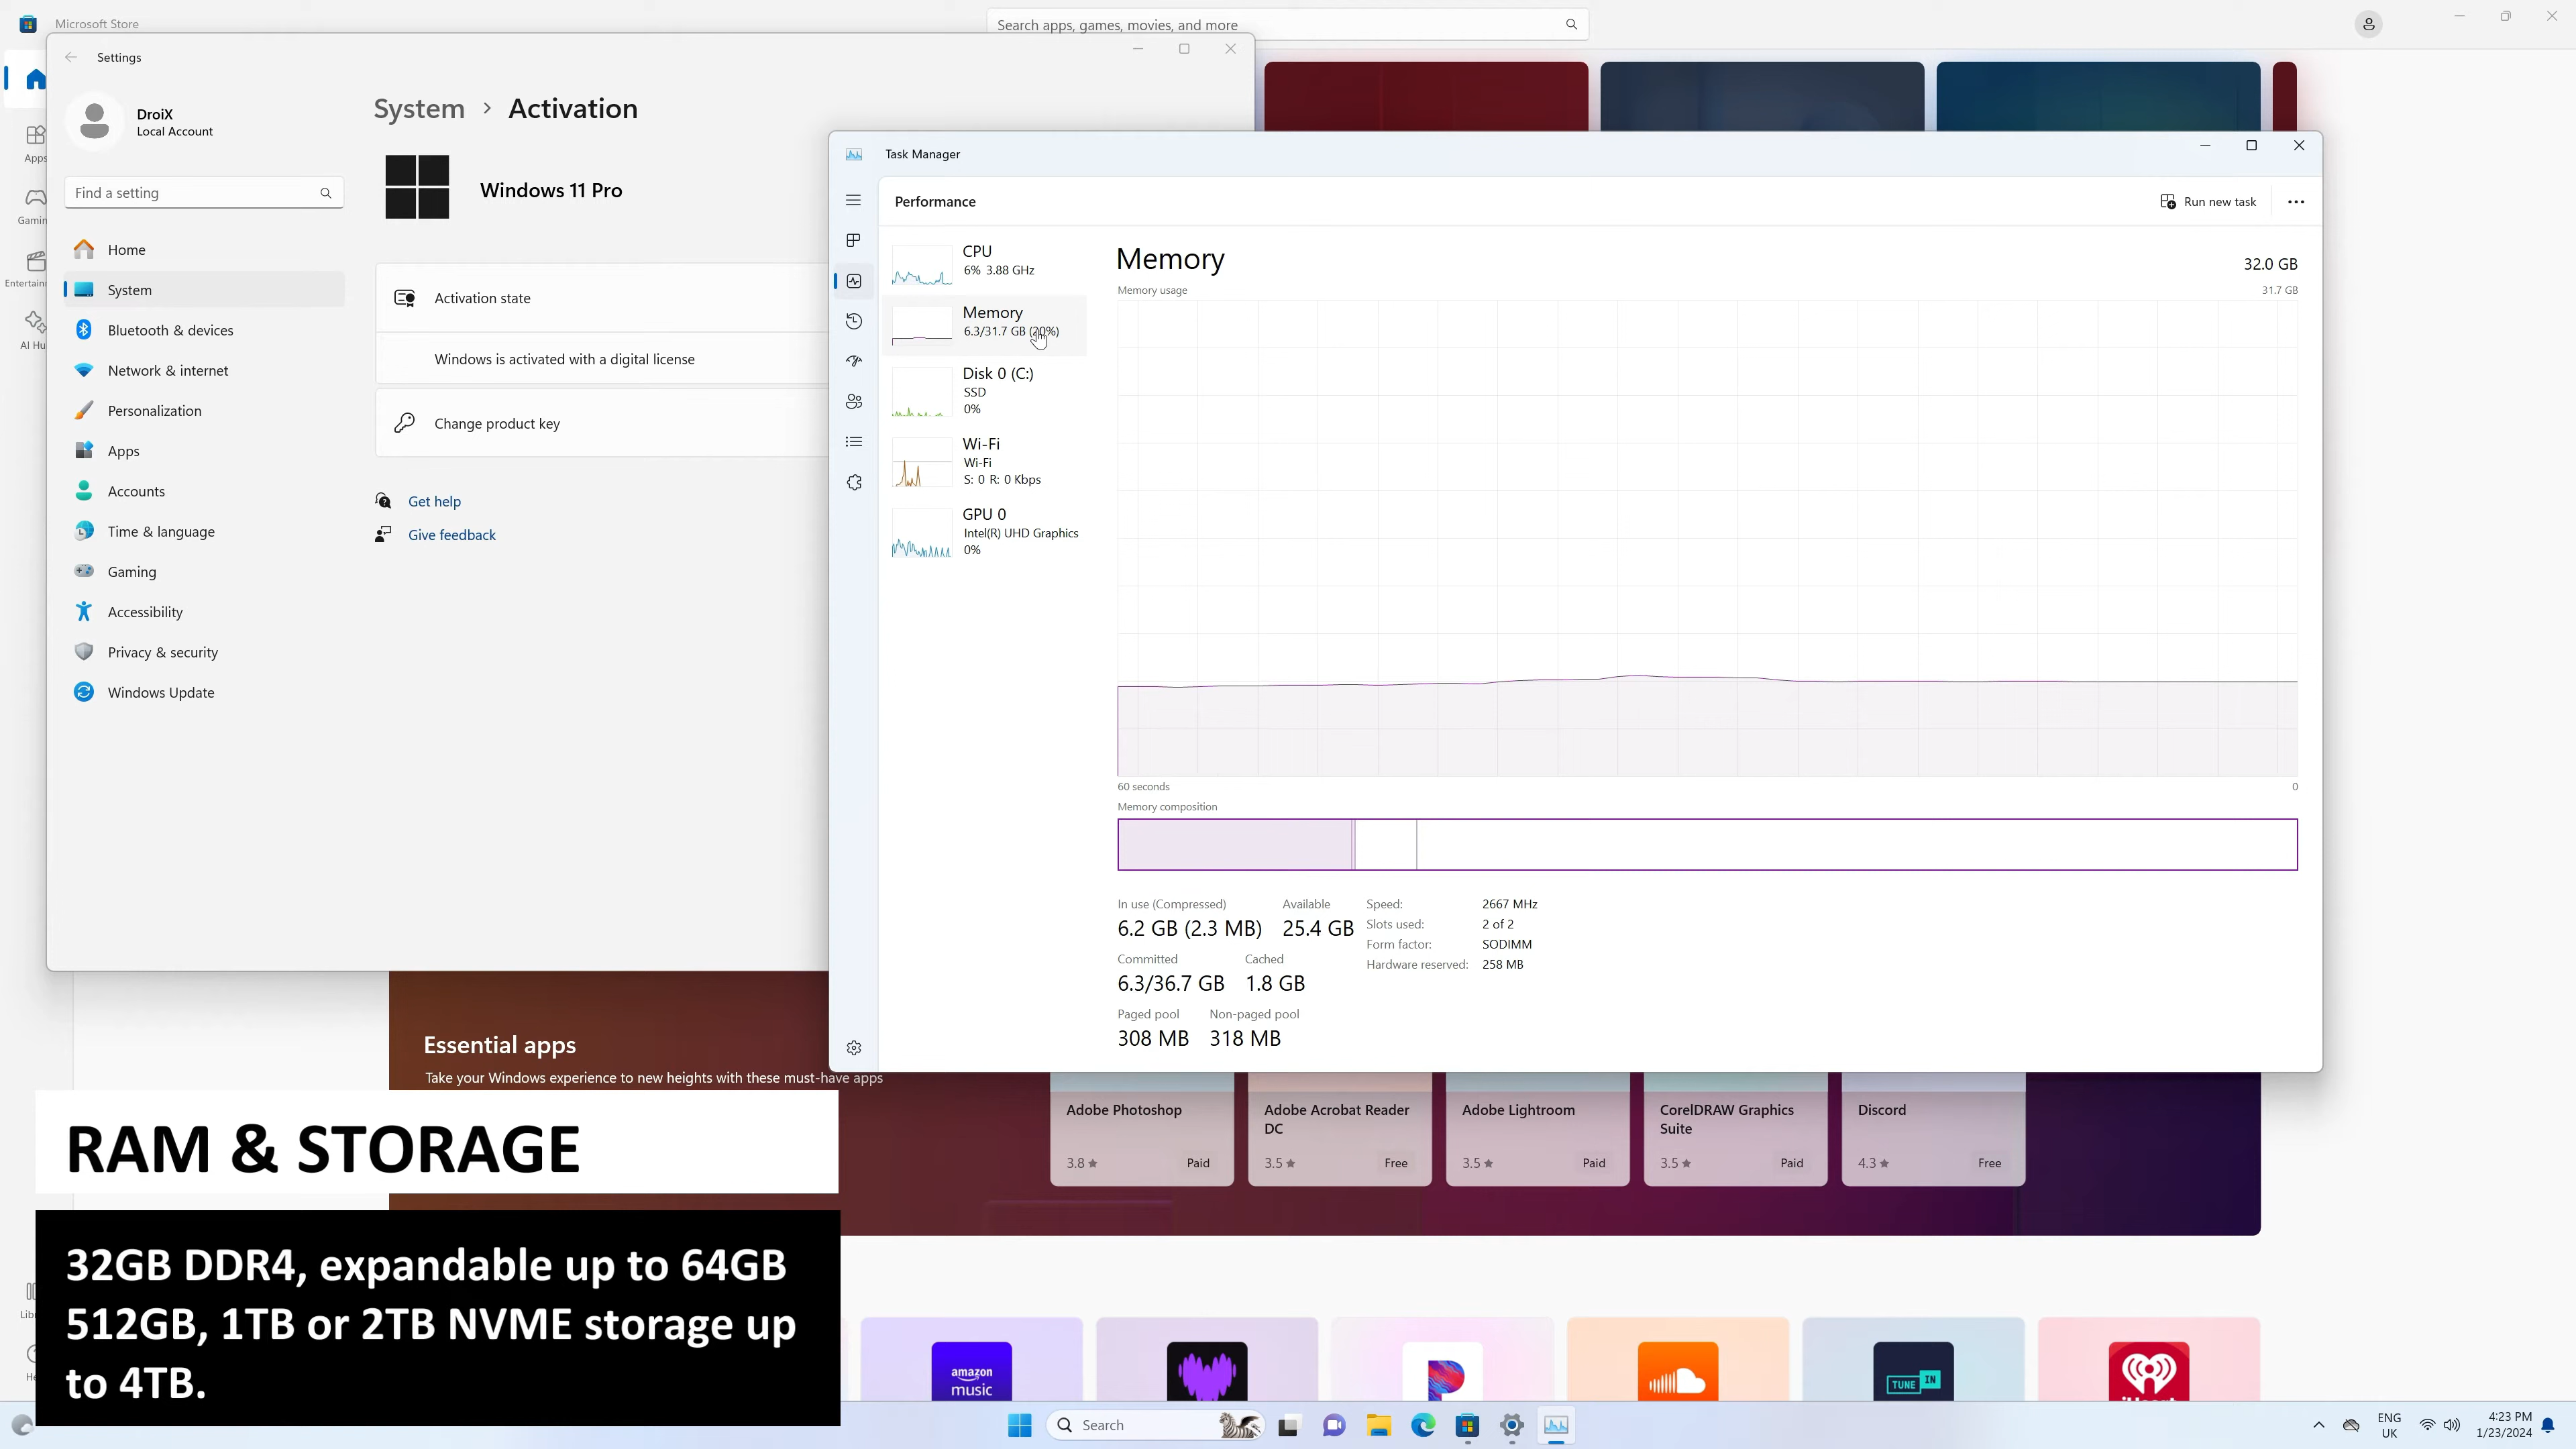 Microsoft Store
Search apps, games, movies, and more
Settings
DroiX
Local Account
Find a setting
Home
System
Bluetooth & devices
Network & internet
Personalization
Apps
Accounts
Time & language
Gaming
Accessibility
Privacy & security
Windows Update
System > Activation
Windows 11 Pro
Activation state
Windows is activated with a digital license
Change product key
Get help
Give feedback
Apps
Gamin
Entertainm
AI Hu
Task Manager
Performance
Run new task
CPU
6% 3.88 GHz
Memory
6.3/31.7 GB (20%)
Disk 0 (C:)
SSD
0%
Wi-Fi
Wi-Fi
S: 0 R: 0 Kbps
GPU 0
Intel(R) UHD Graphics
0%
Memory
32.0 GB
Memory usage
31.7 GB
60 seconds
0
Memory composition
In use (Compressed)
6.2 GB (2.3 MB)
Available
25.4 GB
Committed
6.3/36.7 GB
Cached
1.8 GB
Paged pool
308 MB
Non-paged pool
318 MB
Speed: 2667 MHz
Slots used: 2 of 2
Form factor: SODIMM
Hardware reserved: 258 MB
Essential apps
Take your Windows experience to new heights with these must-have apps
Adobe Photoshop
3.8 ★ Paid
Adobe Acrobat Reader
DC
3.5 ★ Free
Adobe Lightroom
3.5 ★ Paid
CorelDRAW Graphics
Suite
3.5 ★ Paid
Discord
4.3 ★ Free
RAM & STORAGE
32GB DDR4, expandable up to 64GB
512GB, 1TB or 2TB NVME storage up
to 4TB.
amazon
music
TUNE IN
Search
ENG
UK
4:23 PM
1/23/2024